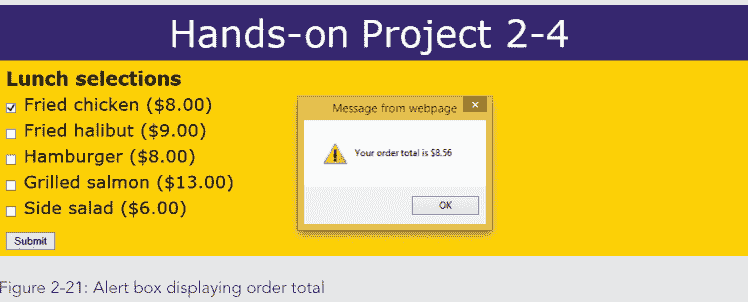 Hands-on Project 2-4
Lunch selections
Fried chicken ($8.00)
Fried halibut ($9.00)
Hamburger ($8.00)
Grilled salmon ($13.00)
Side salad ($6.00)
Submit
Message from webpage
Your order total is $8.56
OK
Figure 2-21: Alert box displaying order total